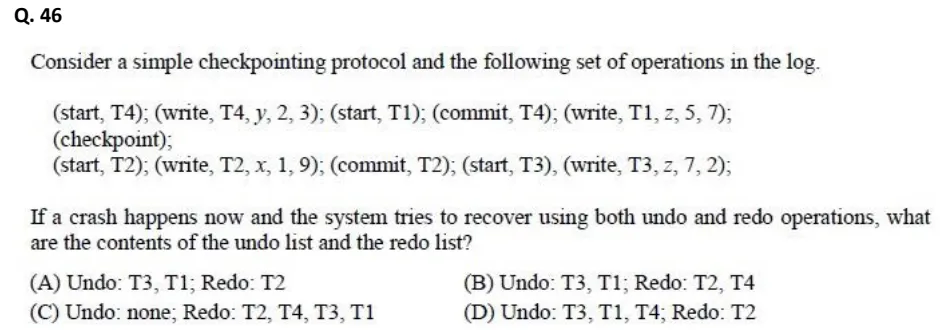 Q. 46
Consider a simple checkpointing protocol and the following set of operations in the log.
(start, T4); (write, T4, y, 2, 3); (start, T1); (commit, T4); (write, T1, z, 5, 7);
(checkpoint);
(start, T2); (write, T2, x, 1, 9); (commit, T2); (start, T3), (write, T3, z, 7, 2);
If a crash happens now and the system tries to recover using both undo and redo operations, what
are the contents of the undo list and the redo list?
(A) Undo: T3, T1; Redo: T2 (B) Undo: T3, T1; Redo: T2, T4
(C) Undo: none; Redo: T2, T4, T3, T1 (D) Undo: T3, T1, T4; Redo: T2